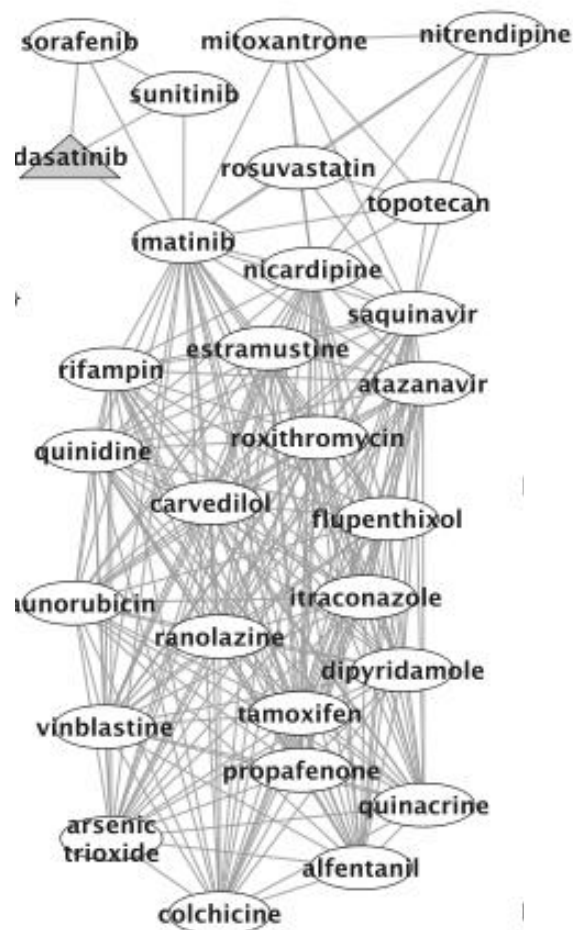 sorafenib
mitoxantrone
nitrendipine
sunitinib
dasatinib
rosuvastatin
topotecan
imatinib
nicardipine
saquinavir
estramustine
rifampin
atazanavir
roxithromycin
quinidine
carvedilol
flupenthixol
itraconazole
aunorubicin
ranolazine
dipyridamole
tamoxifen
vinblastine
propafenone
quinacrine
arsenic
trioxide
alfentanil
colchicine